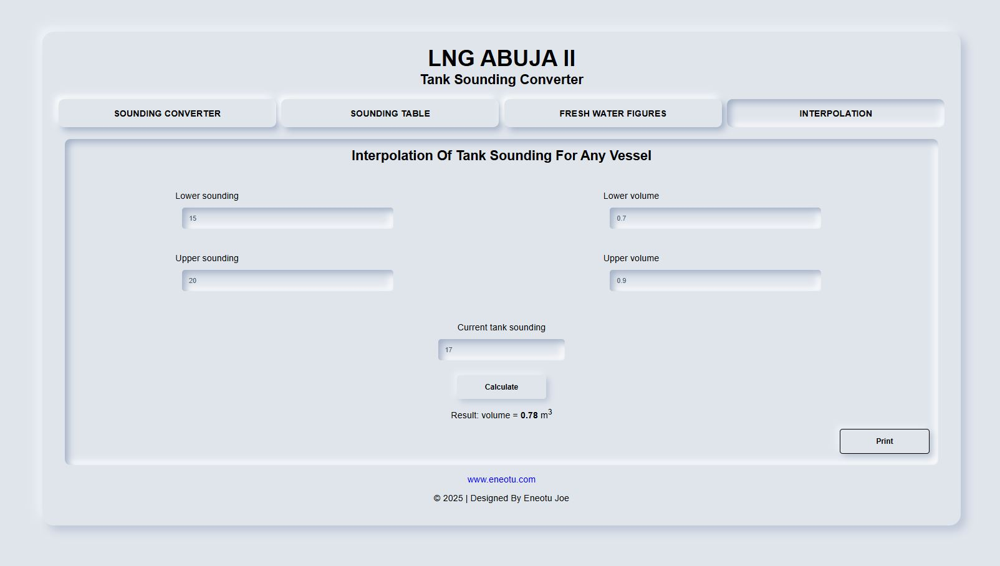 LNG ABUJA II
Tank Sounding Converter
SOUNDING CONVERTER
SOUNDING TABLE
FRESH WATER FIGURES
INTERPOLATION
Interpolation Of Tank Sounding For Any Vessel
Lower sounding
15
Lower volume
0.7
Upper sounding
20
Upper volume
0.9
Current tank sounding
17
Calculate
Result: volume = 0.78 m³
Print
www.eneotu.com
© 2025 | Designed By Eneotu Joe